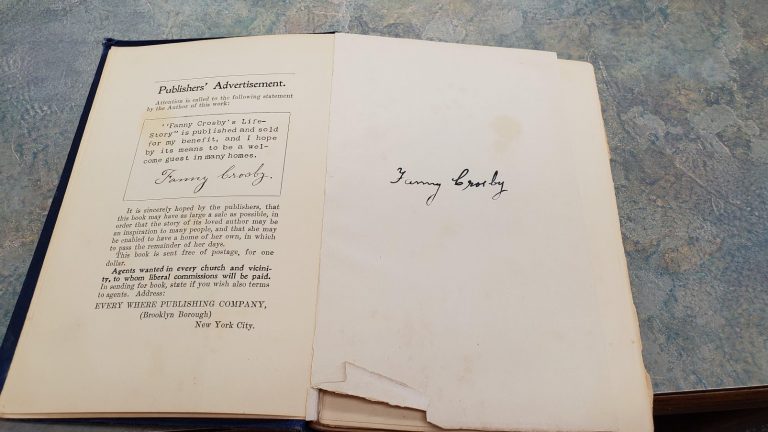 Publishers' Advertisement.
Attention is called to the following statement
by the Author of this work:
"Fanny Crosby's Life-
Story" is published and sold
for my benefit, and I hope
by its means to be a wel-
come guest in many homes.
Fanny Crosby.
It is sincerely hoped by the publishers, that
this book may have as large a sale as possible, in
order that the story of its loved author may be
an inspiration to many people, and that she may
be enabled to have a home of her own, in which
to pass the remainder of her days.
This book is sent free of postage, for one
dollar.
Agents wanted in every church and vicini-
ty, to whom liberal commissions will be paid.
In sending for book, state if you wish also terms
to agents. Address:
EVERY WHERE PUBLISHING COMPANY,
(Brooklyn Borough)
New York City.
Fanny Crosby